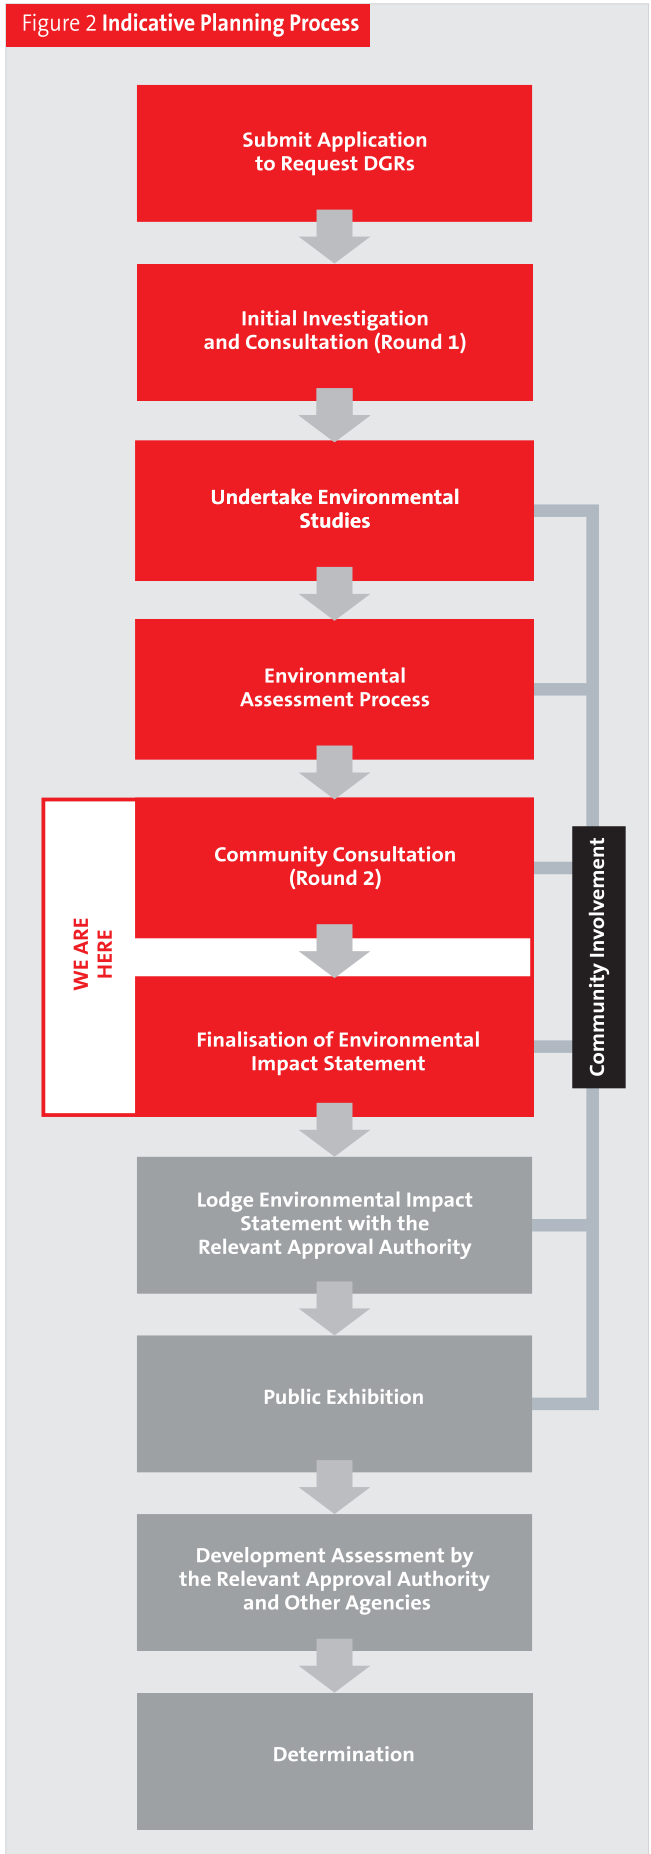 Figure 2 Indicative Planning Process
Submit Application
to Request DGRs
Initial Investigation
and Consultation (Round 1)
Undertake Environmental
Studies
Environmental
Assessment Process
Community Consultation
(Round 2)
WE ARE
HERE
Community Involvement
Finalisation of Environmental
Impact Statement
Lodge Environmental Impact
Statement with the
Relevant Approval Authority
Public Exhibition
Development Assessment by
the Relevant Approval Authority
and Other Agencies
Determination